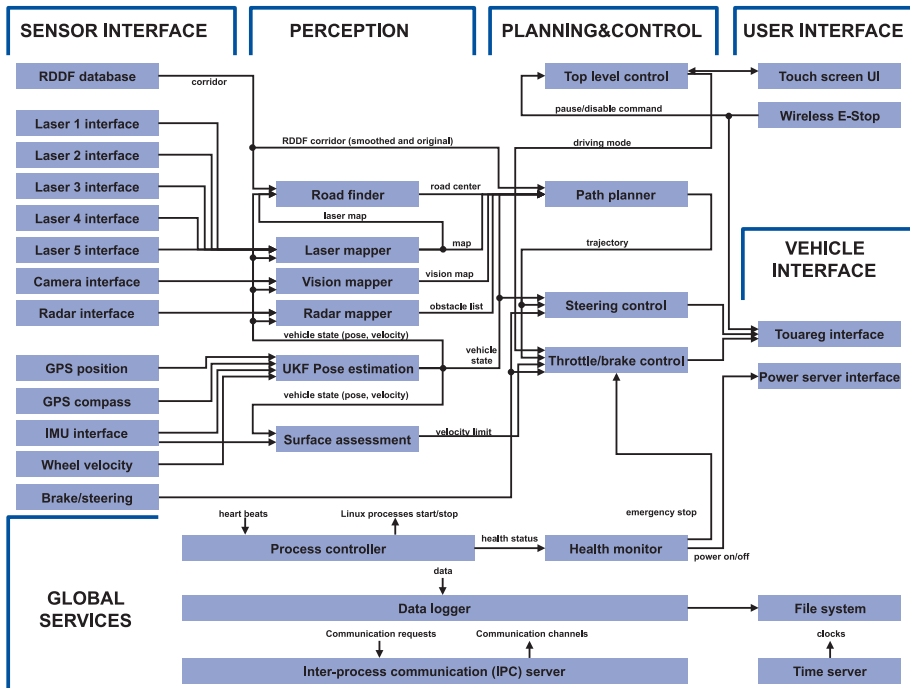 SENSOR INTERFACE
PERCEPTION
PLANNING&CONTROL
USER INTERFACE
RDDF database
corridor
Top level control
Touch screen UI
pause/disable command
Wireless E-Stop
Laser 1 interface
RDDF corridor (smoothed and original)
driving mode
Laser 2 interface
Laser 3 interface
Road finder
road center
Path planner
laser map
Laser 4 interface
Laser 5 interface
Laser mapper
map
trajectory
VEHICLE
INTERFACE
Camera interface
Vision mapper
vision map
Radar interface
Radar mapper
obstacle list
Steering control
vehicle state (pose, velocity)
Touareg interface
vehicle
state
GPS position
UKF Pose estimation
Throttle/brake control
Power server interface
vehicle state (pose, velocity)
GPS compass
IMU interface
Surface assessment
velocity limit
Wheel velocity
Brake/steering
heart beats
Linux processes start/stop
emergency stop
Process controller
health status
Health monitor
power on/off
GLOBAL
SERVICES
data
Data logger
File system
Communication requests
Communication channels
clocks
Inter-process communication (IPC) server
Time server